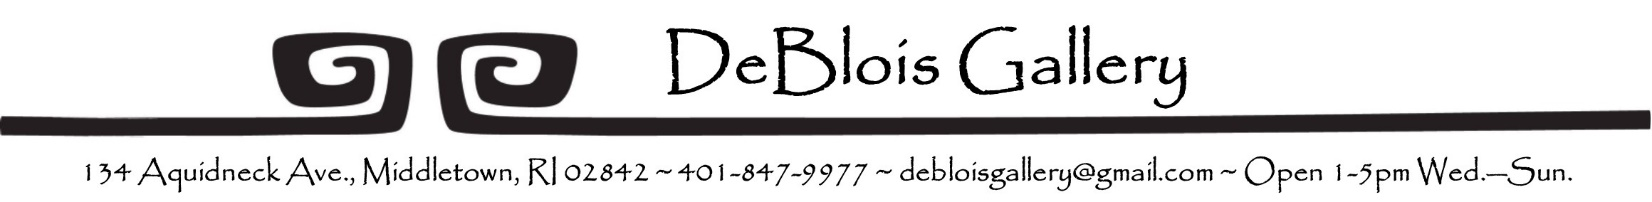 DeBlois Gallery
134 Aquidneck Ave., Middletown, RI 02842 ~ 401-847-9977 ~ debloisgallery@gmail.com ~ Open 1-5pm Wed.—Sun.